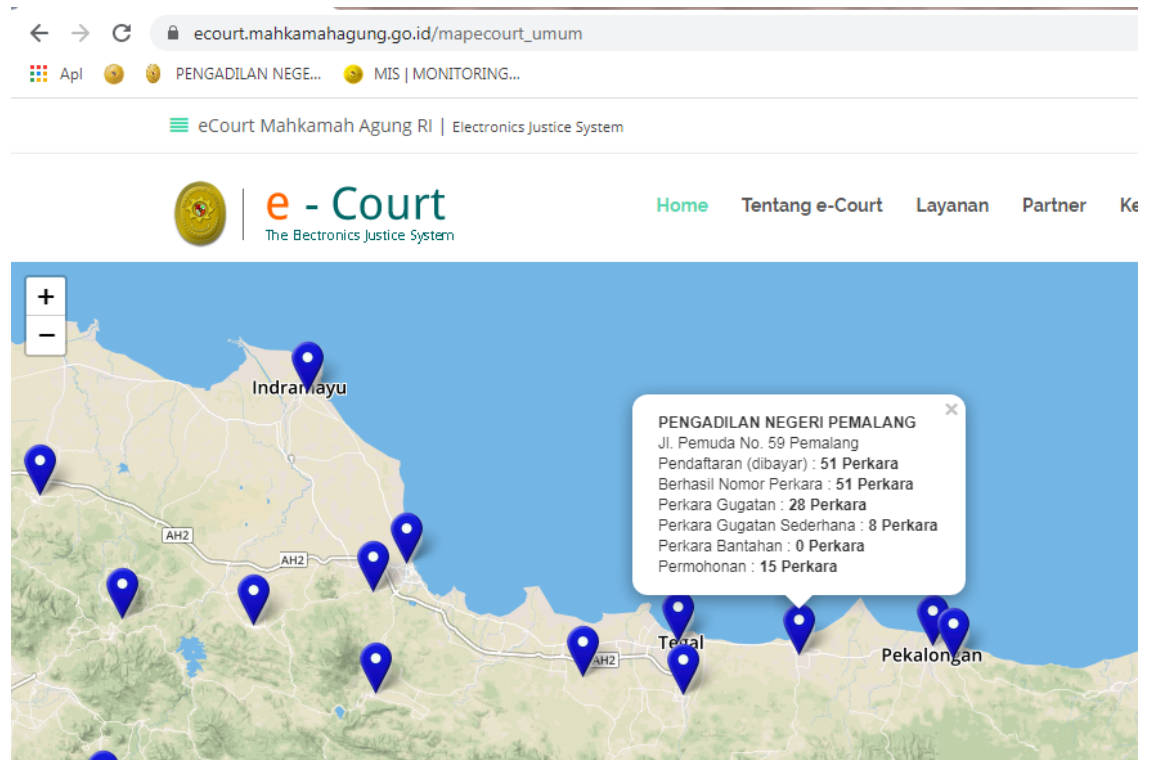 ecourt.mahkamahagung.go.id/mapecourt_umum
Apl PENGADILAN NEGE... MIS | MONITORING...
eCourt Mahkamah Agung RI | Electronics Justice System
e - Court
The Electronics Justice System
Home Tentang e-Court Layanan Partner Ke
+
−
Indramayu
PENGADILAN NEGERI PEMALANG ×
Jl. Pemuda No. 59 Pemalang
Pendaftaran (dibayar) : 51 Perkara
Berhasil Nomor Perkara : 51 Perkara
Perkara Gugatan : 28 Perkara
Perkara Gugatan Sederhana : 8 Perkara
Perkara Bantahan : 0 Perkara
Permohonan : 15 Perkara
AH2
AH2
Tegal
AH2
Pekalongan